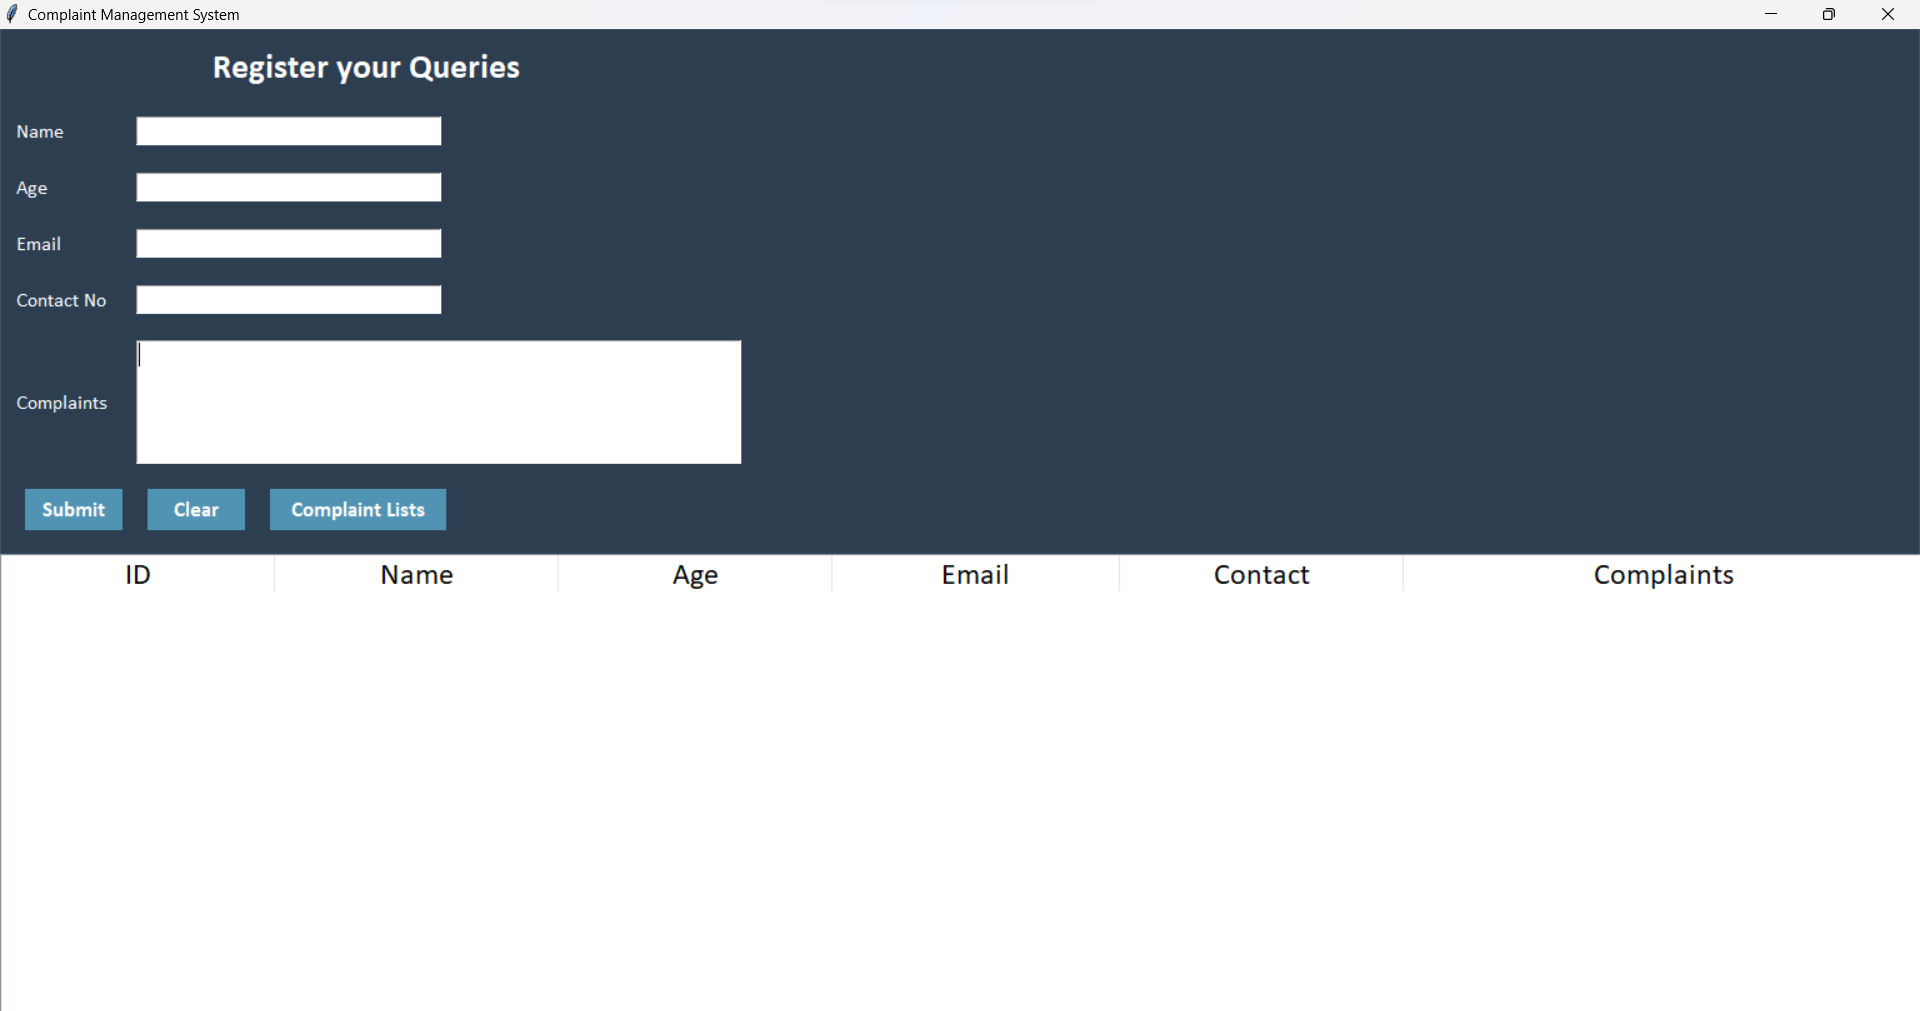 Complaint Management System
Register your Queries
Name
Age
Email
Contact No
Complaints
Submit Clear Complaint Lists
ID Name Age Email Contact Complaints